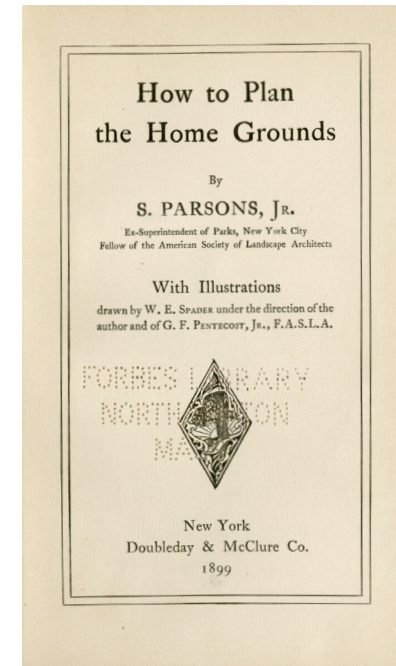 How to Plan
the Home Grounds
By
S. PARSONS, JR.
Ex-Superintendent of Parks, New York City
Fellow of the American Society of Landscape Architects
With Illustrations
drawn by W. E. SPADER under the direction of the
author and of G. F. PENTECOST, JR., F.A.S.L.A.
FORBES
New York
Doubleday & McClure Co.
1899